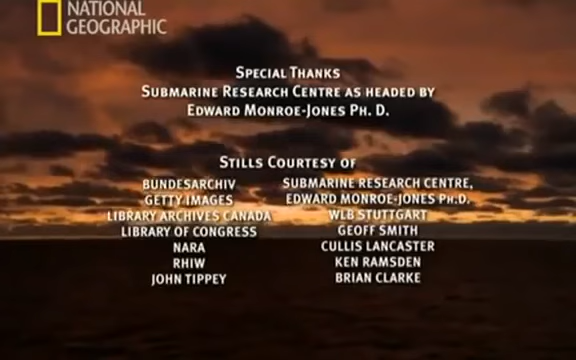 NATIONAL
GEOGRAPHIC
SPECIAL THANKS
SUBMARINE RESEARCH CENTRE AS HEADED BY
EDWARD MONROE-JONES PH. D.
STILLS COURTESY OF
BUNDESARCHIV
GETTY IMAGES
LIBRARY ARCHIVES CANADA
LIBRARY OF CONGRESS
NARA
RHIW
JOHN TIPPEY
SUBMARINE RESEARCH CENTRE,
EDWARD MONROE-JONES PH.D.
WLB STUTTGART
GEOFF SMITH
CULLIS LANCASTER
KEN RAMSDEN
BRIAN CLARKE